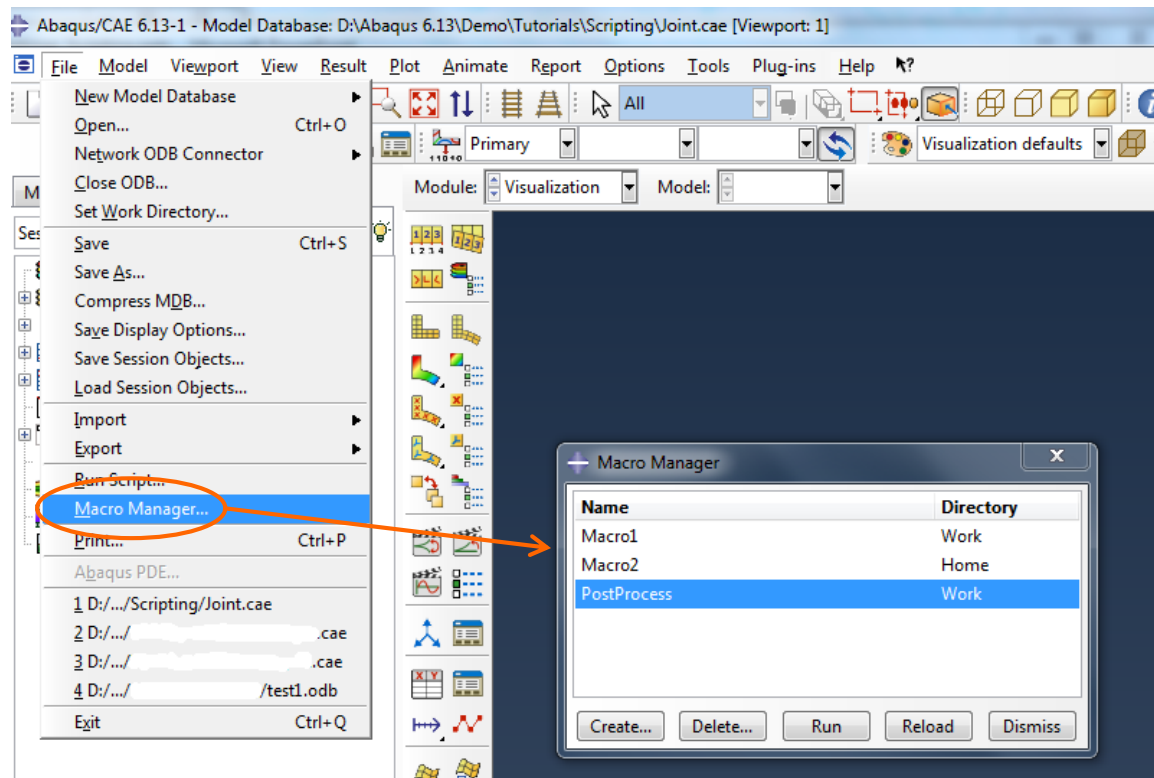 Abaqus/CAE 6.13-1 - Model Database: D:\Abaqus 6.13\Demo\Tutorials\Scripting\Joint.cae [Viewport: 1]
File Model Viewport View Result Plot Animate Report Options Tools Plug-ins Help
New Model Database
Open... Ctrl+O
Network ODB Connector
Close ODB...
Set Work Directory...
Save Ctrl+S
Save As...
Compress MDB...
Save Display Options...
Save Session Objects...
Load Session Objects...
Import
Export
Run Script...
Macro Manager...
Print... Ctrl+P
Abaqus PDE...
1 D:/.../Scripting/Joint.cae
2 D:/.../ .cae
3 D:/.../ .cae
4 D:/.../ /test1.odb
Exit Ctrl+Q
All
Primary
Visualization defaults
Module: Visualization Model:
Macro Manager
Name Directory
Macro1 Work
Macro2 Home
PostProcess Work
Create... Delete... Run Reload Dismiss